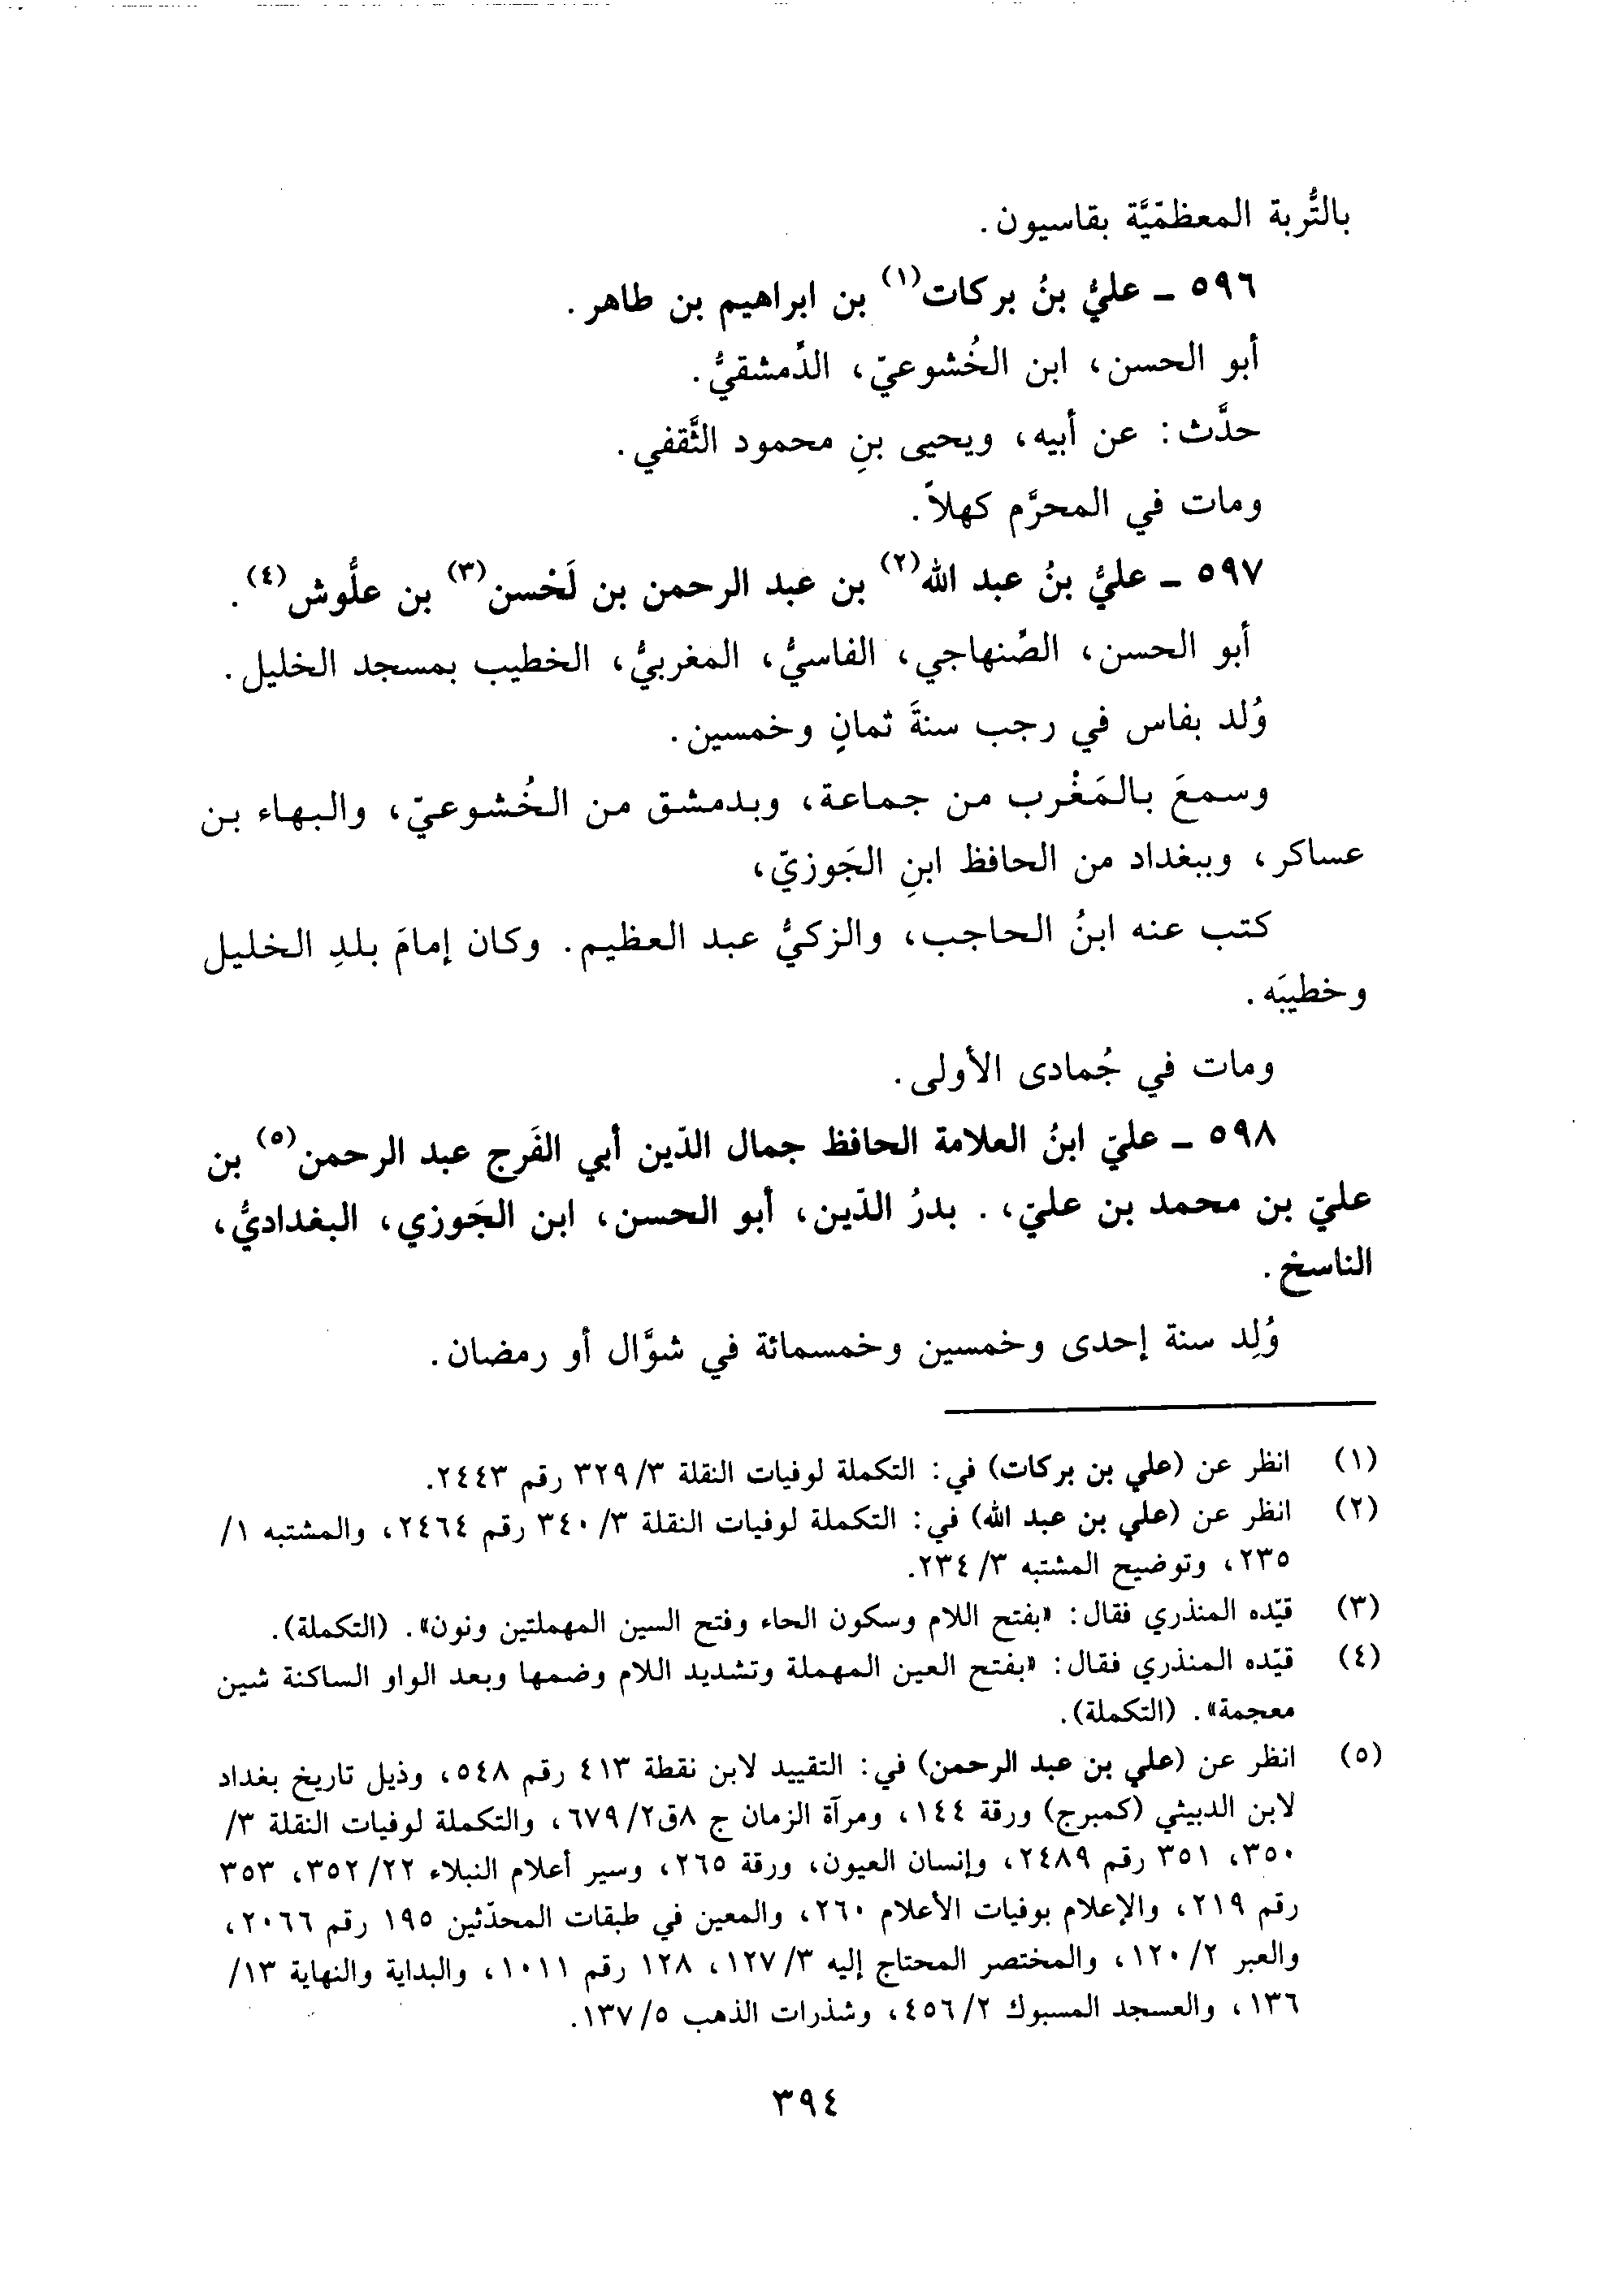 بالتُّربة المعظمّيَّة بقاسيون.
٥٩٦ - عليُّ بنُ بركات(١) بن ابراهيم بن طاهر.
أبو الحسن، ابن الخُشوعيّ، الدِّمشقيُّ.
حدَّث: عن أبيه، ويحيى بنِ محمود الثَّقفي.
ومات في المحرَّم كهلاً.
٥٩٧ - عليُّ بنُ عبد الله(٢) بن عبد الرحمن بن لَحْسن(٣) بن علُّوش(٤).
أبو الحسن، الصِّنهاجي، الفاسيُّ، المغربيُّ، الخطيب بمسجد الخليل.
وُلد بفاس في رجب سنةَ ثمانٍ وخمسين.
وسمعَ بالمَغْرب من جماعة، وبدمشق من الخُشوعيّ، والبهاء بن
عساكر، وببغداد من الحافظ ابنِ الجَوزيّ،
كتب عنه ابنُ الحاجب، والزكيُّ عبد العظيم. وكان إمامَ بلدِ الخليل
وخطيبَه.
ومات في جُمادى الأولى.
٥٩٨ - عليّ ابنُ العلامة الحافظ جمال الدّين أبي الفَرج عبد الرحمن(٥) بن
عليّ بن محمد بن عليّ،. بدرُ الدّين، أبو الحسن، ابن الجَوزي، البغداديُّ،
الناسخ.
وُلِد سنة إحدى وخمسين وخمسمائة في شوَّال أو رمضان.
(١) انظر عن (علي بن بركات) في: التكملة لوفيات النقلة ٣/ ٣٢٩ رقم ٢٤٤٣.
(٢) انظر عن (علي بن عبد الله) في: التكملة لوفيات النقلة ٣/ ٣٤٠ رقم ٢٤٦٤، والمشتبه ١/
٢٣٥، وتوضيح المشتبه ٣/ ٢٣٤.
(٣) قيّده المنذري فقال: «بفتح اللام وسكون الحاء وفتح السين المهملتين ونون». (التكملة).
(٤) قيّده المنذري فقال: «بفتح العين المهملة وتشديد اللام وضمها وبعد الواو الساكنة شين
معجمة». (التكملة).
(٥) انظر عن (علي بن عبد الرحمن) في: التقييد لابن نقطة ٤١٣ رقم ٥٤٨، وذيل تاريخ بغداد
لابن الدبيثي (كمبرج) ورقة ١٤٤، ومرآة الزمان ج ٨ق٢/ ٦٧٩، والتكملة لوفيات النقلة ٣/
٣٥٠، ٣٥١ رقم ٢٤٨٩، وإنسان العيون، ورقة ٢٦٥، وسير أعلام النبلاء ٢٢/ ٣٥٢، ٣٥٣
رقم ٢١٩، والإعلام بوفيات الأعلام ٢٦٠، والمعين في طبقات المحدّثين ١٩٥ رقم ٢٠٦٦،
والعبر ٢/ ١٢٠، والمختصر المحتاج إليه ٣/ ١٢٧، ١٢٨ رقم ١٠١١، والبداية والنهاية ١٣/
١٣٦، والعسجد المسبوك ٢/ ٤٥٦، وشذرات الذهب ٥/ ١٣٧.
٣٩٤